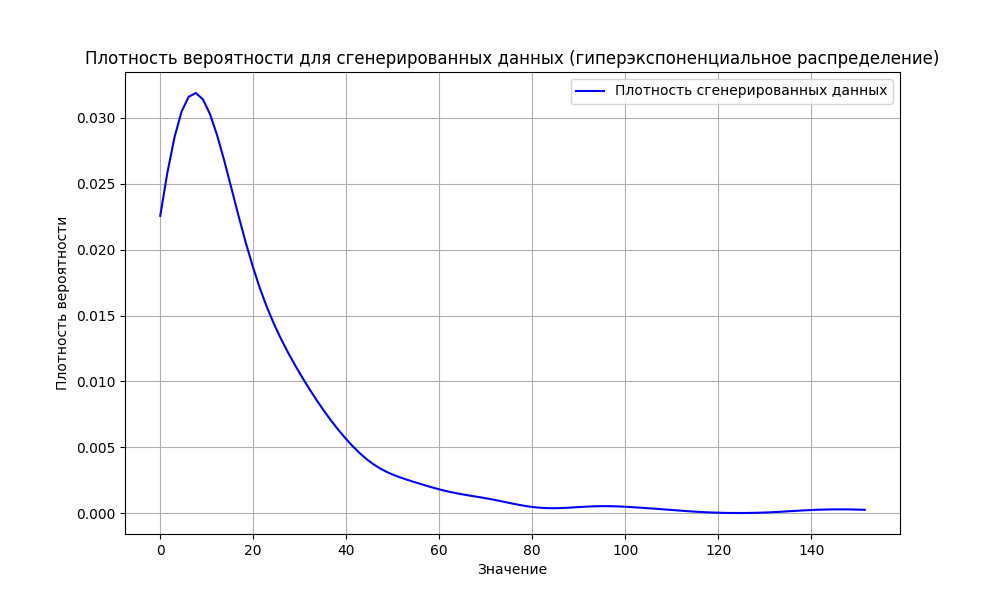 Плотность вероятности для сгенерированных данных (гиперэкспоненциальное распределение)
Плотность сгенерированных данных
0.030
0.025
0.020
0.015
0.010
0.005
0.000
Плотность вероятности
0 20 40 60 80 100 120 140
Значение